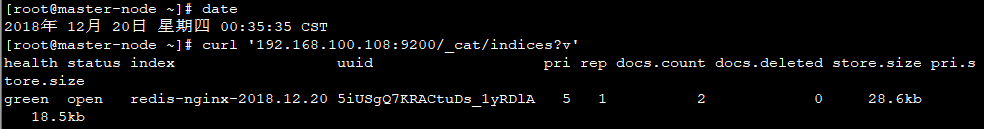 [root@master-node ~]# date
2018年 12月 20日 星期四 00:35:35 CST
[root@master-node ~]# curl '192.168.100.108:9200/_cat/indices?v'
health status index                  uuid                   pri rep docs.count docs.deleted store.size pri.s
tore.size
green  open   redis-nginx-2018.12.20 5iUSgQ7KRACtuDs_1yRDlA   5   1          2            0     28.6kb
   18.5kb